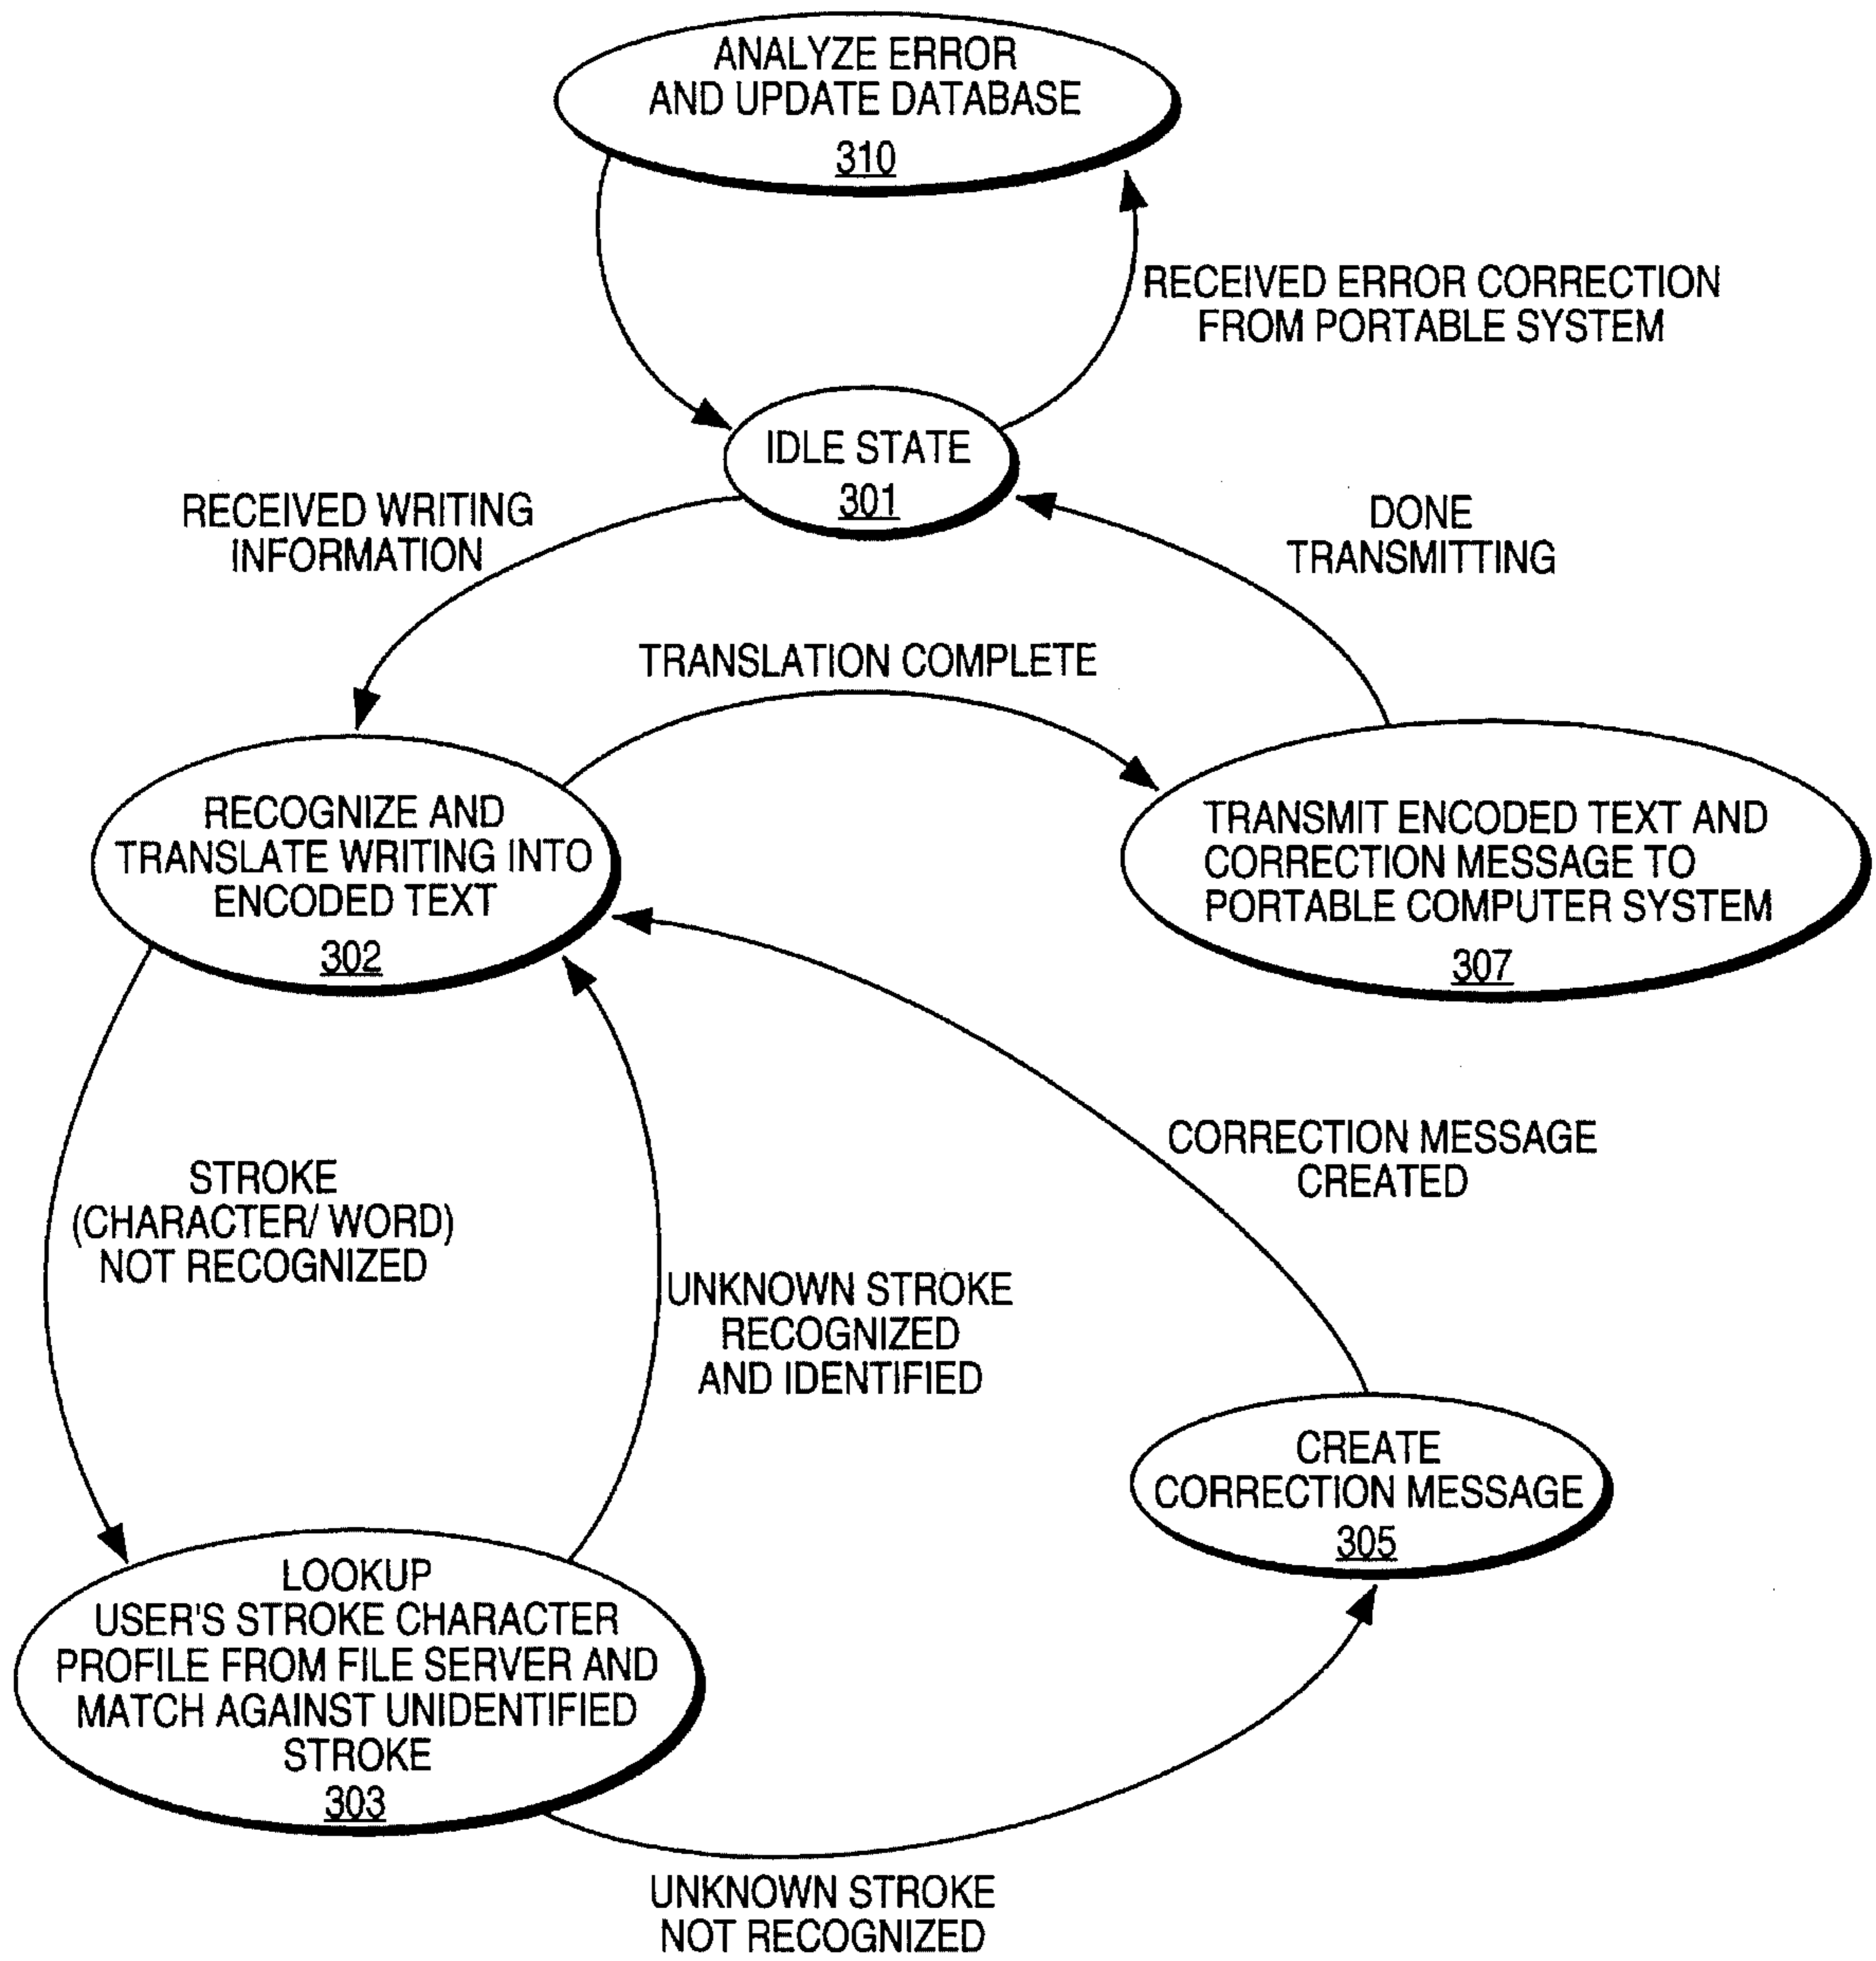 ANALYZE ERROR
AND UPDATE DATABASE
310
RECEIVED ERROR CORRECTION
FROM PORTABLE SYSTEM
IDLE STATE
301
RECEIVED WRITING
INFORMATION
DONE
TRANSMITTING
TRANSLATION COMPLETE
RECOGNIZE AND
TRANSLATE WRITING INTO
ENCODED TEXT
302
TRANSMIT ENCODED TEXT AND
CORRECTION MESSAGE TO
PORTABLE COMPUTER SYSTEM
307
STROKE
(CHARACTER/ WORD)
NOT RECOGNIZED
UNKNOWN STROKE
RECOGNIZED
AND IDENTIFIED
CORRECTION MESSAGE
CREATED
CREATE
CORRECTION MESSAGE
305
LOOKUP
USER'S STROKE CHARACTER
PROFILE FROM FILE SERVER AND
MATCH AGAINST UNIDENTIFIED
STROKE
303
UNKNOWN STROKE
NOT RECOGNIZED